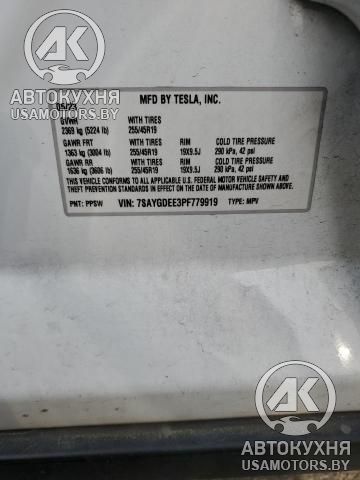 АК
АВТОКУХНЯ
USAMOTORS.BY
05/23
MFD BY TESLA, INC.
GVWR
WITH TIRES
2369 kg (5224 lb)
255/45R19
GAWR FRT
WITH TIRES
RIM
COLD TIRE PRESSURE
1363 kg (3004 lb)
255/45R19
19X9.5J
290 kPa, 42 psi
GAWR RR
WITH TIRES
RIM
COLD TIRE PRESSURE
1636 kg (3606 lb)
255/45R19
19X9.5J
290 kPa, 42 psi
THIS VEHICLE CONFORMS TO ALL APPLICABLE U.S. FEDERAL MOTOR VEHICLE SAFETY AND
THEFT PREVENTION STANDARDS IN EFFECT ON THE DATE OF MANUFACTURE SHOWN ABOVE.
PNT: PPSW
VIN: 7SAYGDEE3PF779919
TYPE: MPV
АК
АВТОКУХНЯ
USAMOTORS.BY